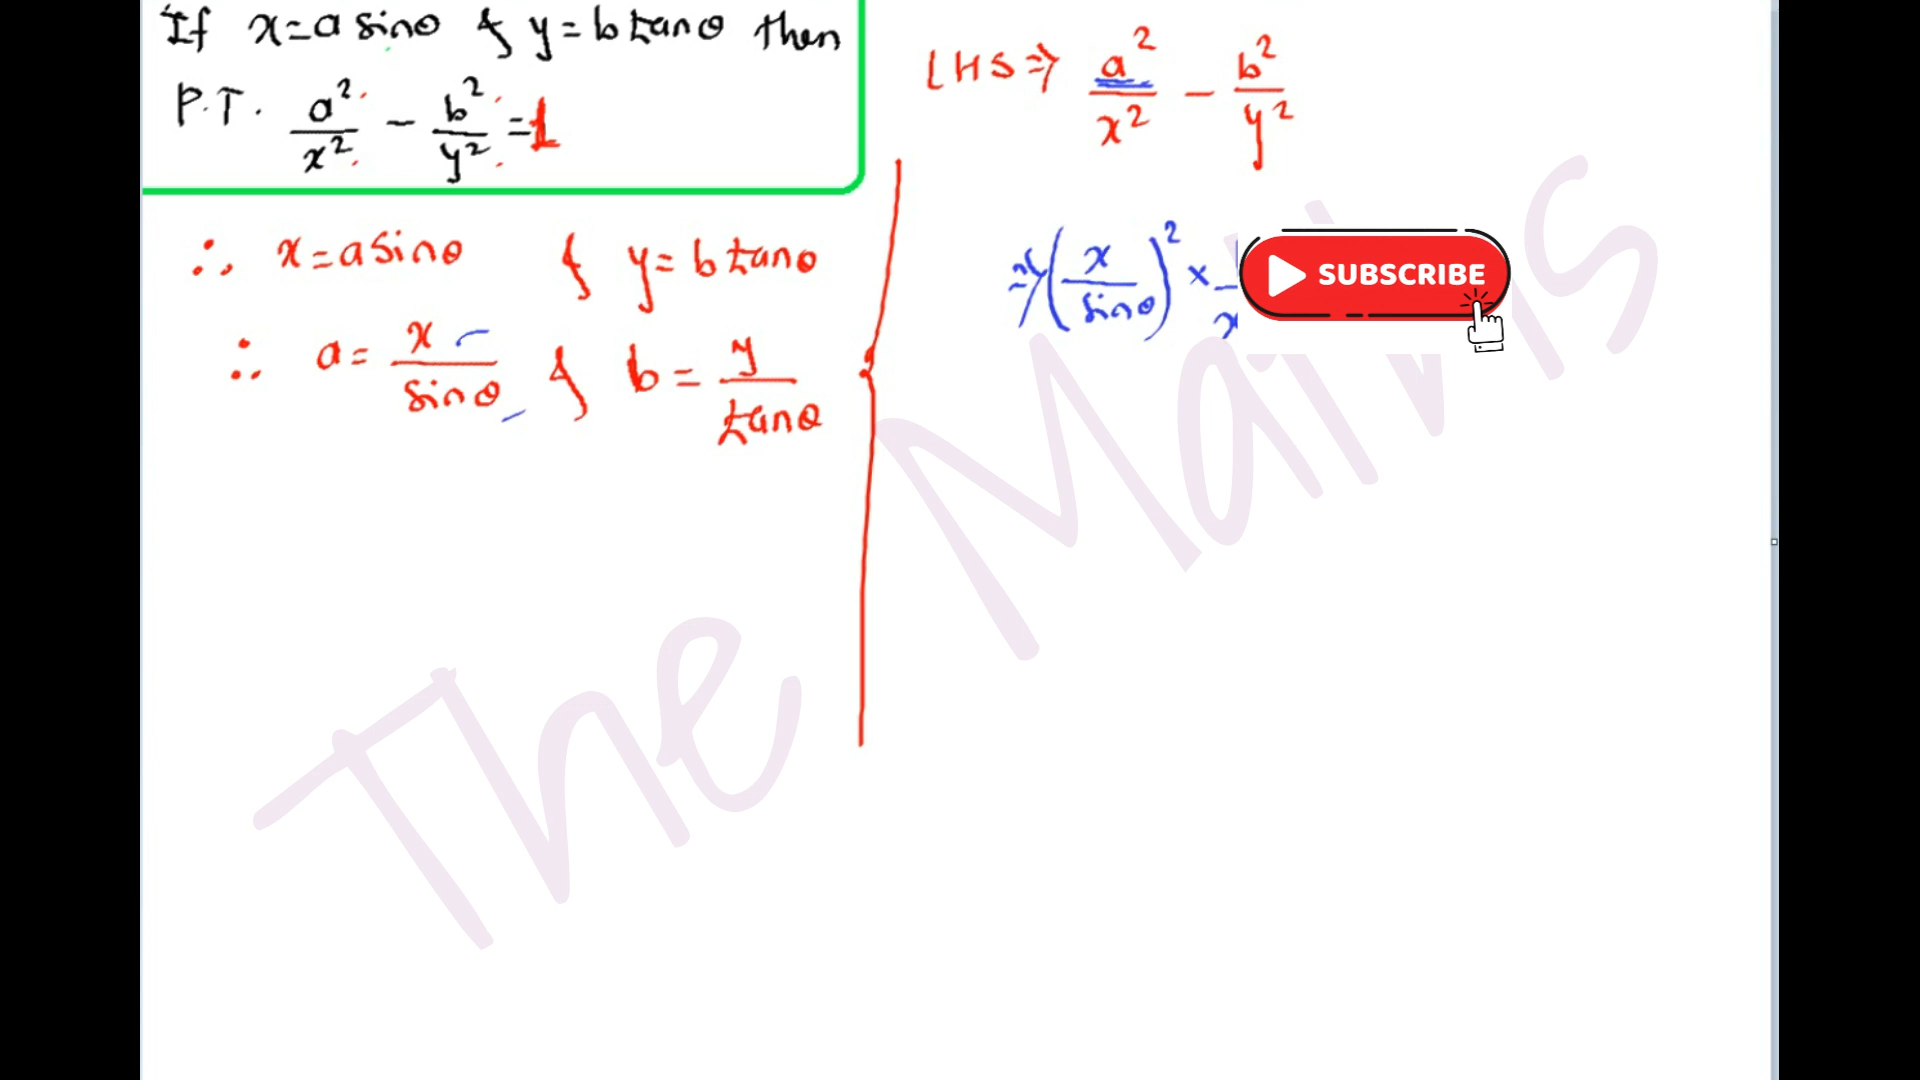 If x=a sinθ & y=b tanθ then
P.T. a²/x² − b²/y² =1
∴ x=a sinθ & y=b tanθ
∴ a= x/sinθ & b= y/tanθ
LHS ⇒ a²/x² − b²/y²
⇒ (x/sinθ)² ×
SUBSCRIBE
The Maths